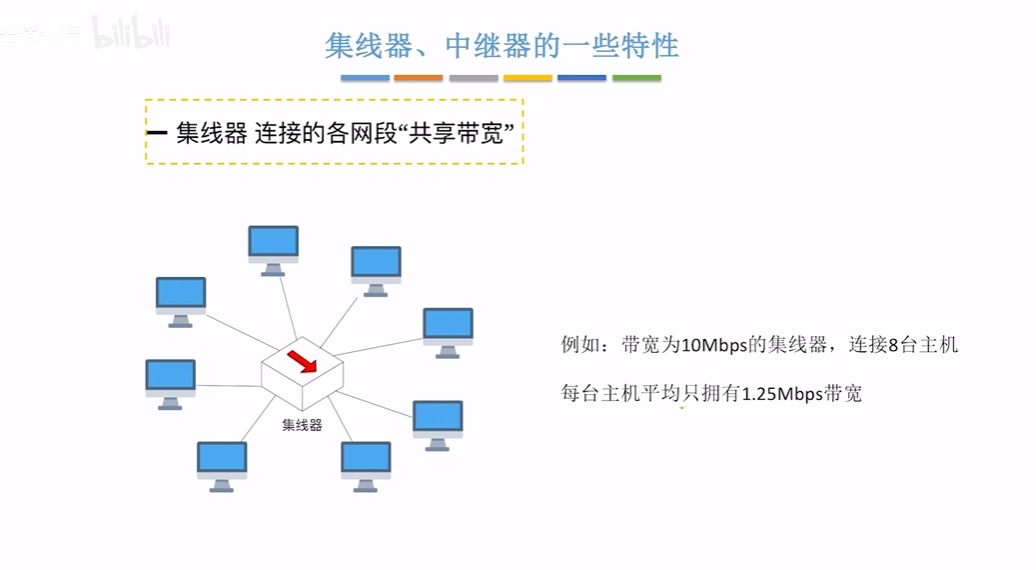 bilibili
集线器、中继器的一些特性
一 集线器 连接的各网段“共享带宽”
例如：带宽为10Mbps的集线器，连接8台主机
每台主机平均只拥有1.25Mbps带宽
集线器